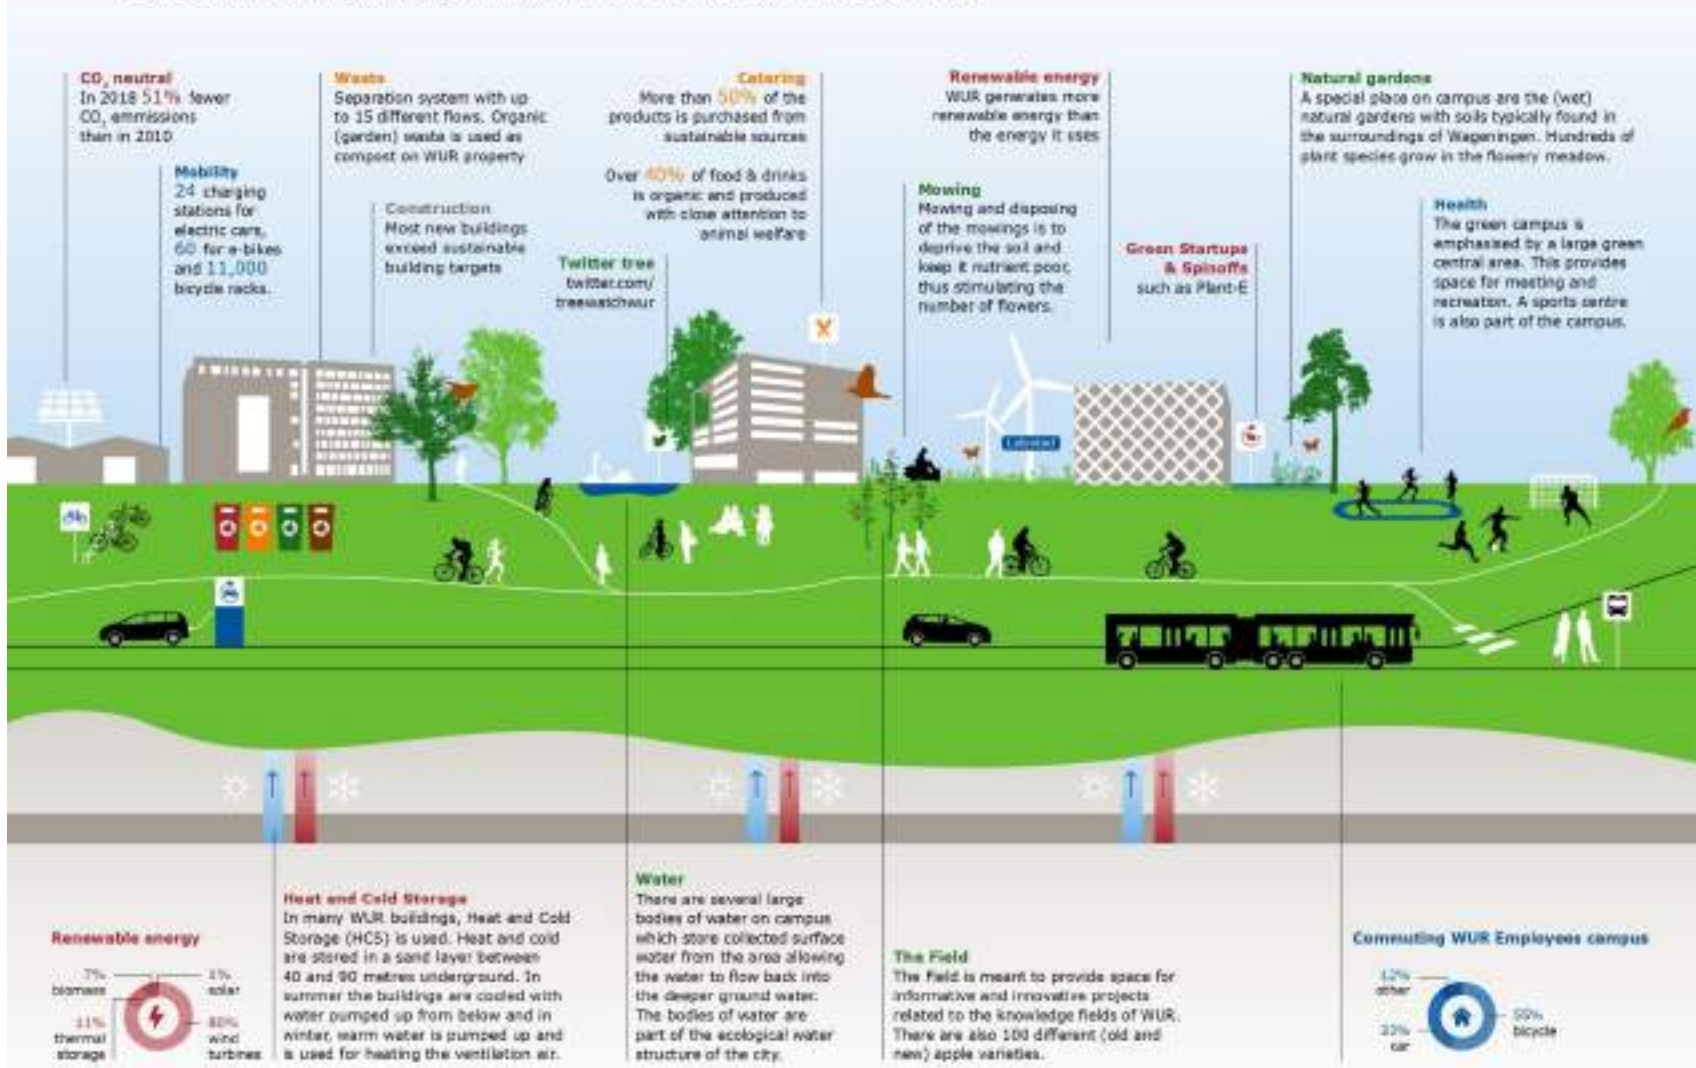 CO₂ neutral
In 2018 51% fewer
CO₂ emmissions
than in 2010
Mobility
24 charging
stations for
electric cars,
60 for e-bikes
and 11,000
bicycle racks.
Waste
Separation system with up
to 15 different flows. Organic
(garden) waste is used as
compost on WUR property
Construction
Most new buildings
exceed sustainable
building targets
Twitter tree
twitter.com/
treewatchwur
Catering
More than 50% of the
products is purchased from
sustainable sources
Over 40% of food & drinks
is organic and produced
with close attention to
animal welfare
Renewable energy
WUR generates more
renewable energy than
the energy it uses
Mowing
Mowing and disposing
of the mowings is to
deprive the soil and
keep it nutrient poor,
thus stimulating the
number of flowers.
Green Startups
& Spinoffs
such as Plant-E
Natural gardens
A special place on campus are the (wet)
natural gardens with soils typically found in
the surroundings of Wageningen. Hundreds of
plant species grow in the flowery meadow.
Health
The green campus is
emphasised by a large green
central area. This provides
space for meeting and
recreation. A sports centre
is also part of the campus.
Lelystad
Renewable energy
7%
biomass
1%
solar
11%
thermal
storage
80%
wind
turbines
Heat and Cold Storage
In many WUR buildings, Heat and Cold
Storage (HCS) is used. Heat and cold
are stored in a sand layer between
40 and 90 metres underground. In
summer the buildings are cooled with
water pumped up from below and in
winter, warm water is pumped up and
is used for heating the ventilation air.
Water
There are several large
bodies of water on campus
which store collected surface
water from the area allowing
the water to flow back into
the deeper ground water.
The bodies of water are
part of the ecological water
structure of the city.
The Field
The Field is meant to provide space for
informative and innovative projects
related to the knowledge fields of WUR.
There are also 100 different (old and
new) apple varieties.
Commuting WUR Employees campus
12%
other
55%
bicycle
33%
car